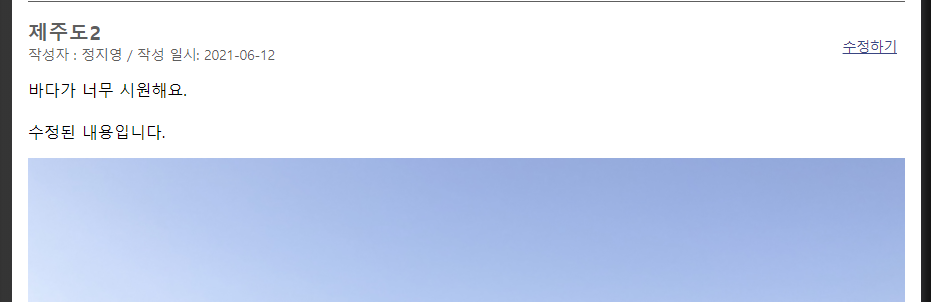 제주도2
작성자 : 정지영 / 작성 일시: 2021-06-12
수정하기
바다가 너무 시원해요.
수정된 내용입니다.